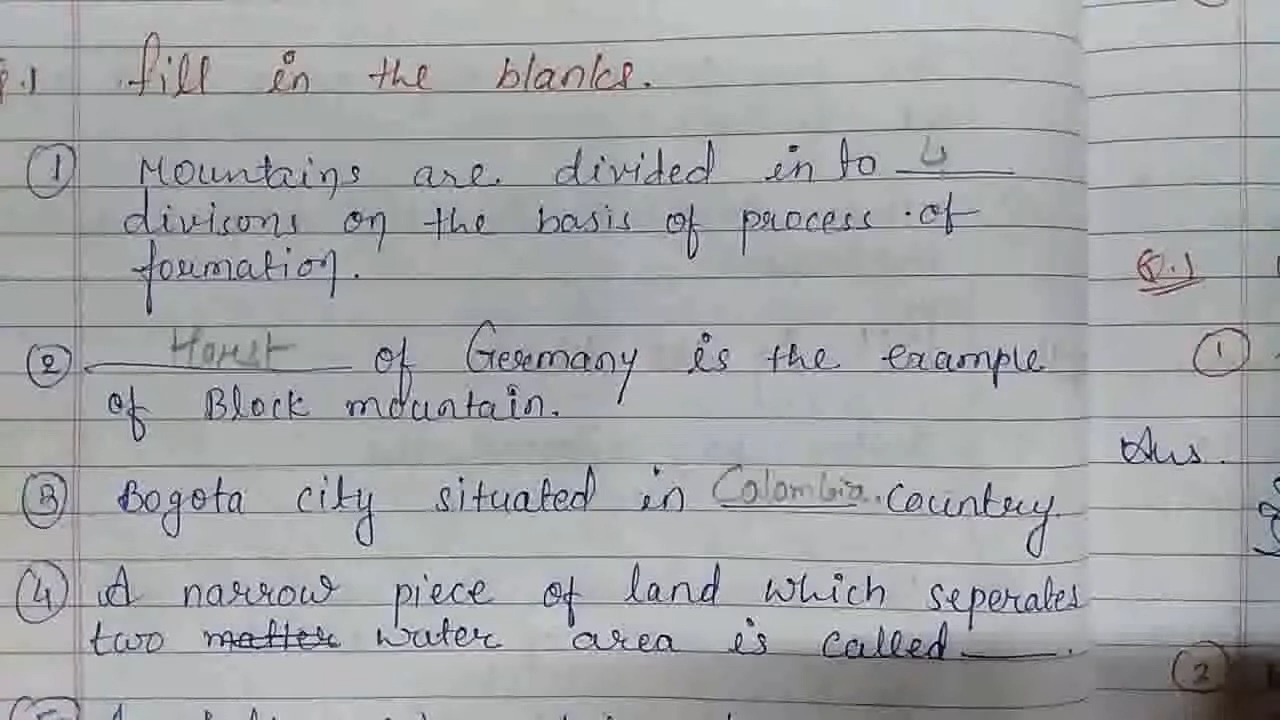 fill in the blanks.
① Mountains are divided in to 4
divisons on the basis of process of
formation.
② Horst of Germany is the example
of Block mountain.
③ Bogota city situated in Colombia. country
④ A narrow piece of land which seperates
two matter water area is called ____.
Q.1
①
Ans.
②